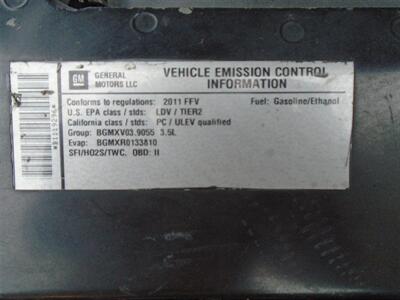 GM
GENERAL MOTORS LLC
VEHICLE EMISSION CONTROL INFORMATION
Conforms to regulations: 2011 FFV Fuel: Gasoline/Ethanol
U.S. EPA class / stds: LDV / TIER2
California class / stds: PC / ULEV qualified
Group: BGMXV03.9055 3.5L
Evap: BGMXR0133810
SFI/HO2S/TWC, OBD: II